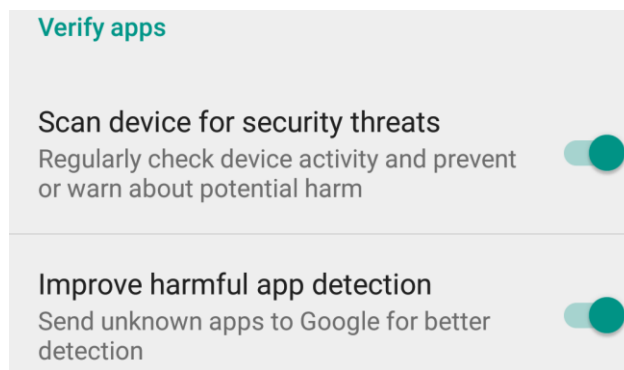 Verify apps
Scan device for security threats
Regularly check device activity and prevent
or warn about potential harm
Improve harmful app detection
Send unknown apps to Google for better
detection